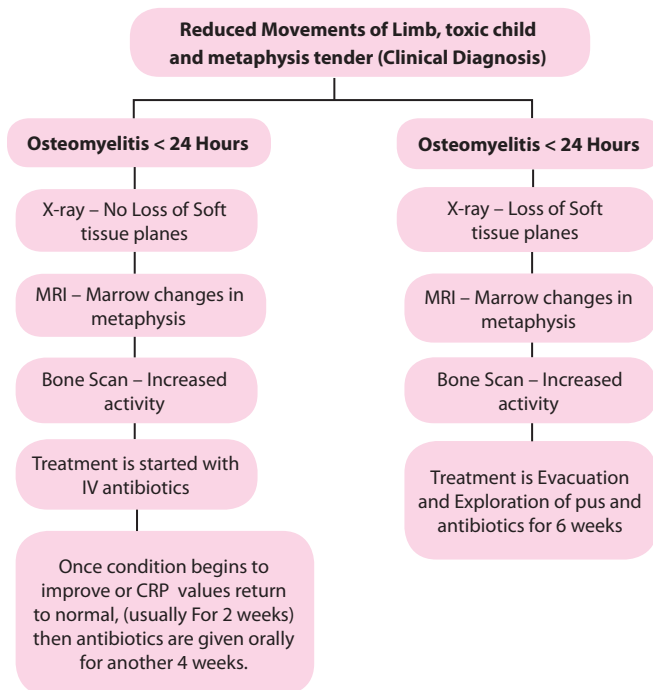 Reduced Movements of Limb, toxic child
and metaphysis tender (Clinical Diagnosis)
Osteomyelitis < 24 Hours
X-ray – No Loss of Soft
tissue planes
MRI – Marrow changes in
metaphysis
Bone Scan – Increased
activity
Treatment is started with
IV antibiotics
Once condition begins to
improve or CRP values return
to normal, (usually For 2 weeks)
then antibiotics are given orally
for another 4 weeks.
Osteomyelitis < 24 Hours
X-ray – Loss of Soft
tissue planes
MRI – Marrow changes in
metaphysis
Bone Scan – Increased
activity
Treatment is Evacuation
and Exploration of pus and
antibiotics for 6 weeks